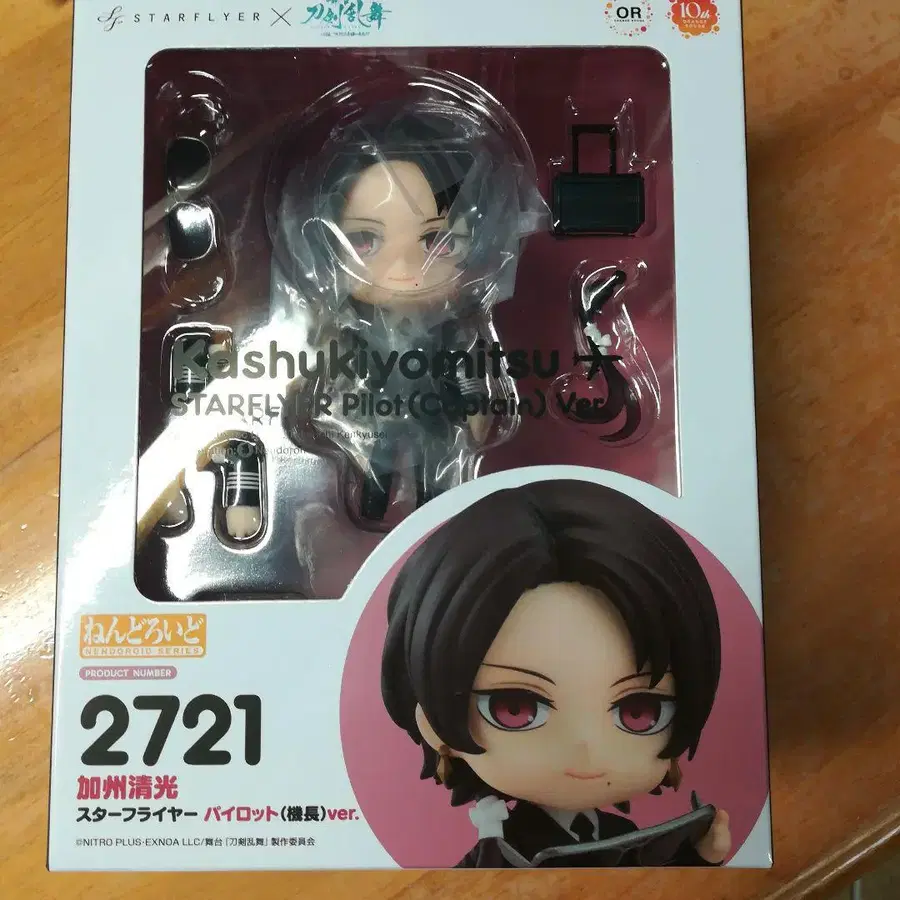 STARFLYER × 刀剣乱舞
OR
10th
Kashukiyomitsu
STARFLYER Pilot(Captain) Ver.
ねんどろいど
NENDOROID SERIES
PRODUCT NUMBER
2721
加州清光
スターフライヤー パイロット(機長)ver.
©NITRO PLUS・EXNOA LLC/舞台『刀剣乱舞』製作委員会